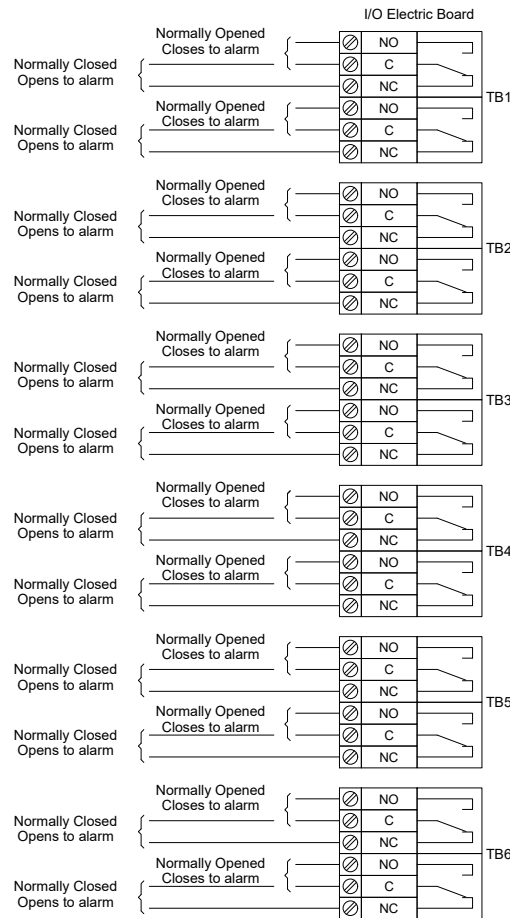 I/O Electric Board
Normally Opened
Closes to alarm
NO
Normally Closed
Opens to alarm
C
NC
TB1
Normally Opened
Closes to alarm
NO
Normally Closed
Opens to alarm
C
NC
Normally Opened
Closes to alarm
NO
Normally Closed
Opens to alarm
C
NC
TB2
Normally Opened
Closes to alarm
NO
Normally Closed
Opens to alarm
C
NC
Normally Opened
Closes to alarm
NO
Normally Closed
Opens to alarm
C
NC
TB3
Normally Opened
Closes to alarm
NO
Normally Closed
Opens to alarm
C
NC
Normally Opened
Closes to alarm
NO
Normally Closed
Opens to alarm
C
NC
TB4
Normally Opened
Closes to alarm
NO
Normally Closed
Opens to alarm
C
NC
Normally Opened
Closes to alarm
NO
Normally Closed
Opens to alarm
C
NC
TB5
Normally Opened
Closes to alarm
NO
Normally Closed
Opens to alarm
C
NC
Normally Opened
Closes to alarm
NO
Normally Closed
Opens to alarm
C
NC
TB6
Normally Opened
Closes to alarm
NO
Normally Closed
Opens to alarm
C
NC